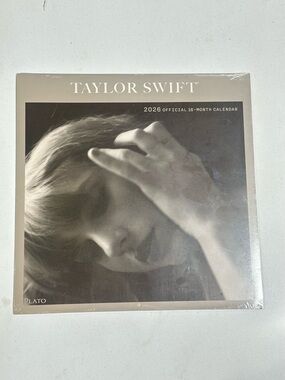 TAYLOR SWIFT
2026 OFFICIAL 16-MONTH CALENDAR
PLATO